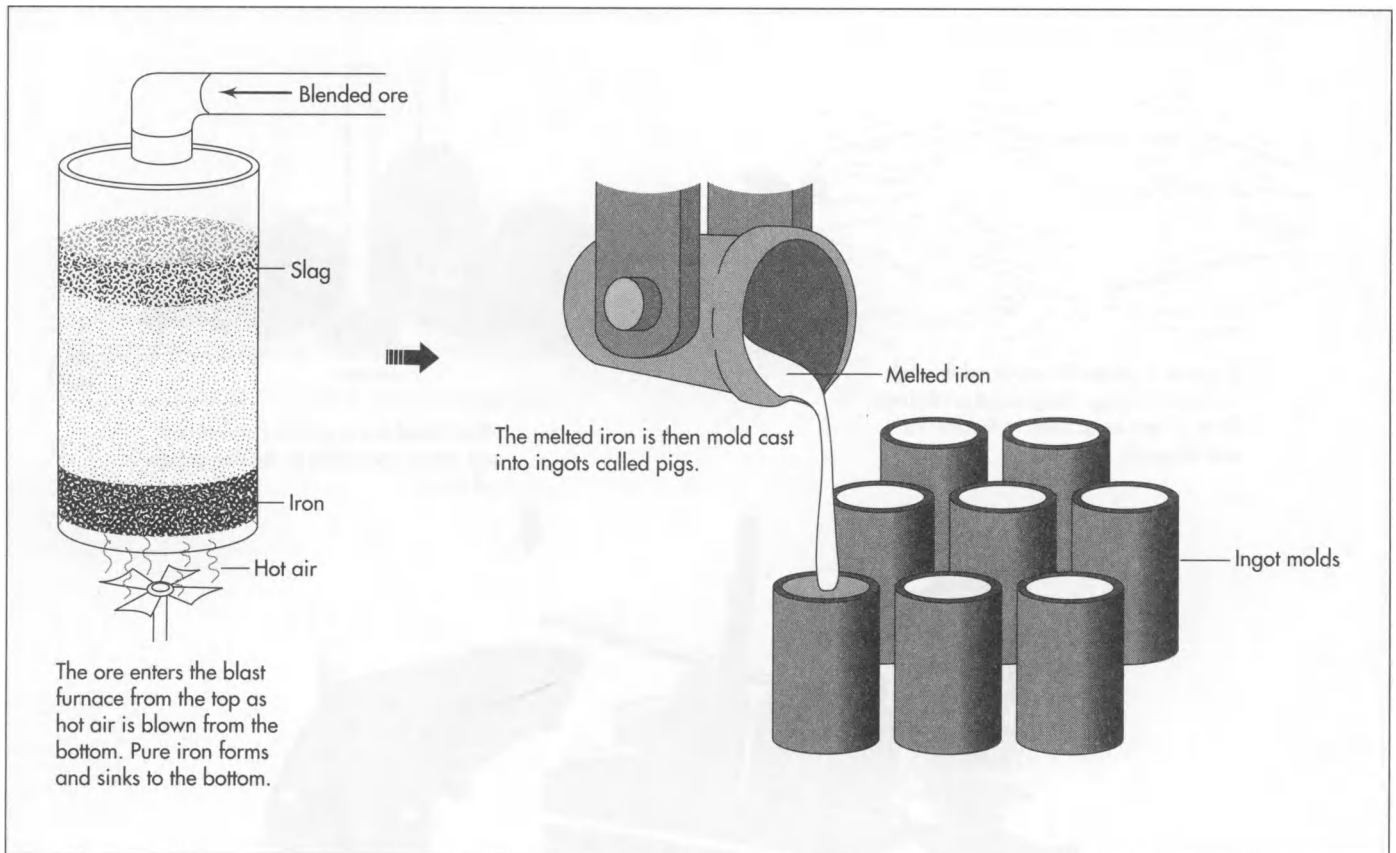 Blended ore
Slag
Iron
Hot air
The ore enters the blast
furnace from the top as
hot air is blown from the
bottom. Pure iron forms
and sinks to the bottom.
Melted iron
The melted iron is then mold cast
into ingots called pigs.
Ingot molds